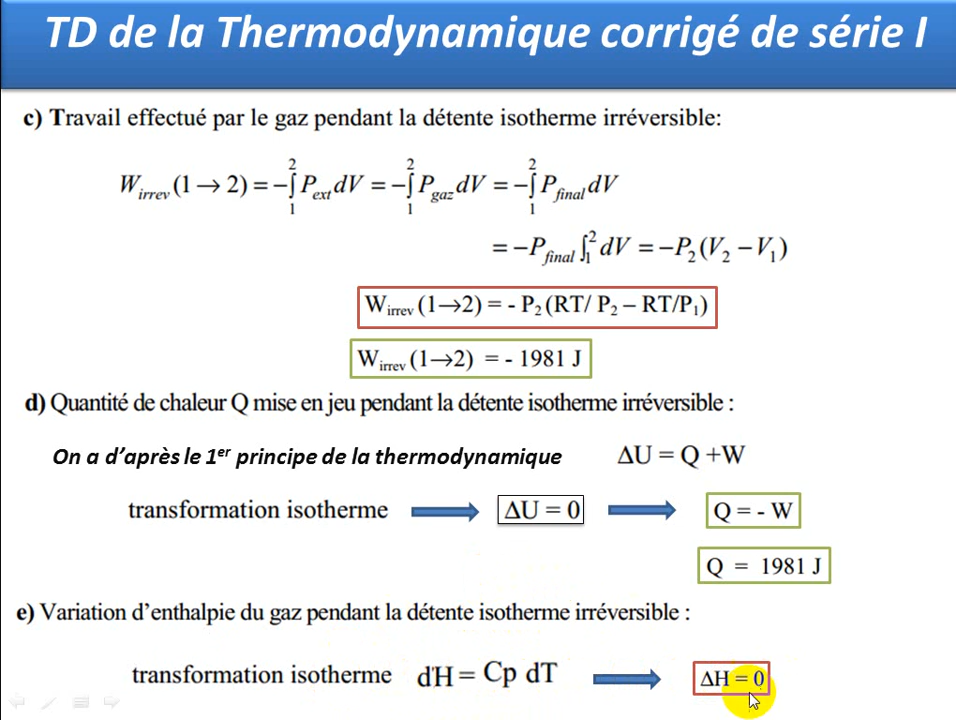 TD de la Thermodynamique corrigé de série I
c) Travail effectué par le gaz pendant la détente isotherme irréversible:
W_irrev (1 → 2) = −∫₁² P_ext dV = −∫₁² P_gaz dV = −∫₁² P_final dV
= −P_final ∫₁² dV = −P₂(V₂ − V₁)
W_irrev (1→2) = - P₂ (RT/ P₂ – RT/P₁)
W_irrev (1→2) = - 1981 J
d) Quantité de chaleur Q mise en jeu pendant la détente isotherme irréversible :
On a d’après le 1er principe de la thermodynamique ΔU = Q +W
transformation isotherme ΔU = 0 Q = - W
Q = 1981 J
e) Variation d’enthalpie du gaz pendant la détente isotherme irréversible :
transformation isotherme dH = Cp dT ΔH = 0